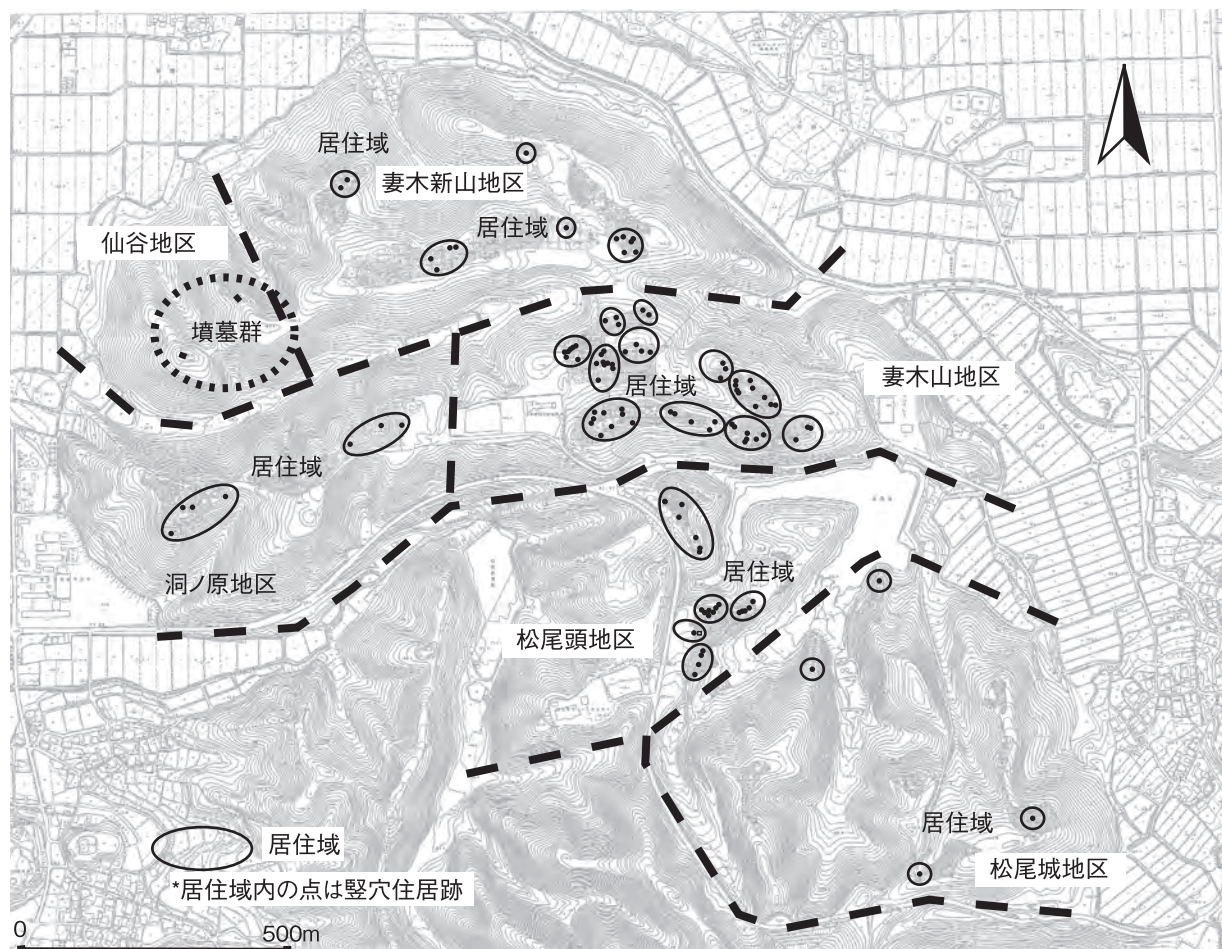 居住域
妻木新山地区
居住域
仙谷地区
墳墓群
居住域
妻木山地区
居住域
洞ノ原地区
居住域
松尾頭地区
居住域
松尾城地区
居住域
*居住域内の点は竪穴住居跡
0
500m